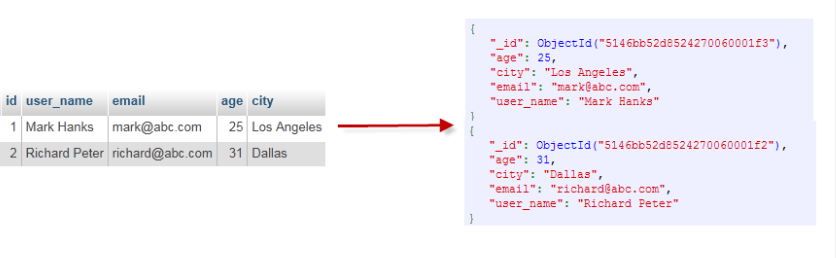 id user_name email age city
1 Mark Hanks mark@abc.com 25 Los Angeles
2 Richard Peter richard@abc.com 31 Dallas
{
"_id": ObjectId("5146bb52d8524270060001f3"),
"age": 25,
"city": "Los Angeles",
"email": "mark@abc.com",
"user_name": "Mark Hanks"
}
{
"_id": ObjectId("5146bb52d8524270060001f2"),
"age": 31,
"city": "Dallas",
"email": "richard@abc.com",
"user_name": "Richard Peter"
}